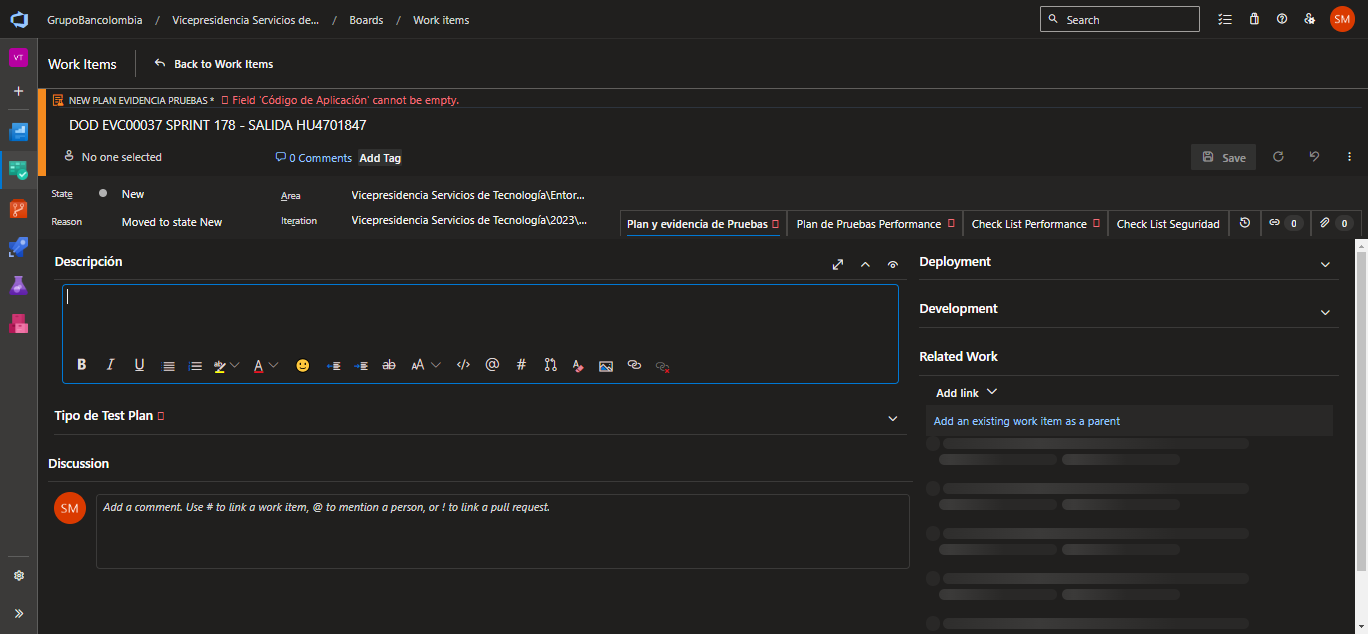 GrupoBancolombia / Vicepresidencia Servicios de... / Boards / Work items
Search
SM
VT
Work Items
Back to Work Items
NEW PLAN EVIDENCIA PRUEBAS * Field 'Código de Aplicación' cannot be empty.
DOD EVC00037 SPRINT 178 - SALIDA HU4701847
No one selected
0 Comments
Add Tag
Save
State
New
Area
Vicepresidencia Servicios de Tecnología\Entor...
Reason
Moved to state New
Iteration
Vicepresidencia Servicios de Tecnología\2023\...
Plan y evidencia de Pruebas
Plan de Pruebas Performance
Check List Performance
Check List Seguridad
0
0
Descripción
B I U A ab AA </> @ #
Tipo de Test Plan
Discussion
SM
Add a comment. Use # to link a work item, @ to mention a person, or ! to link a pull request.
Deployment
Development
Related Work
Add link
Add an existing work item as a parent